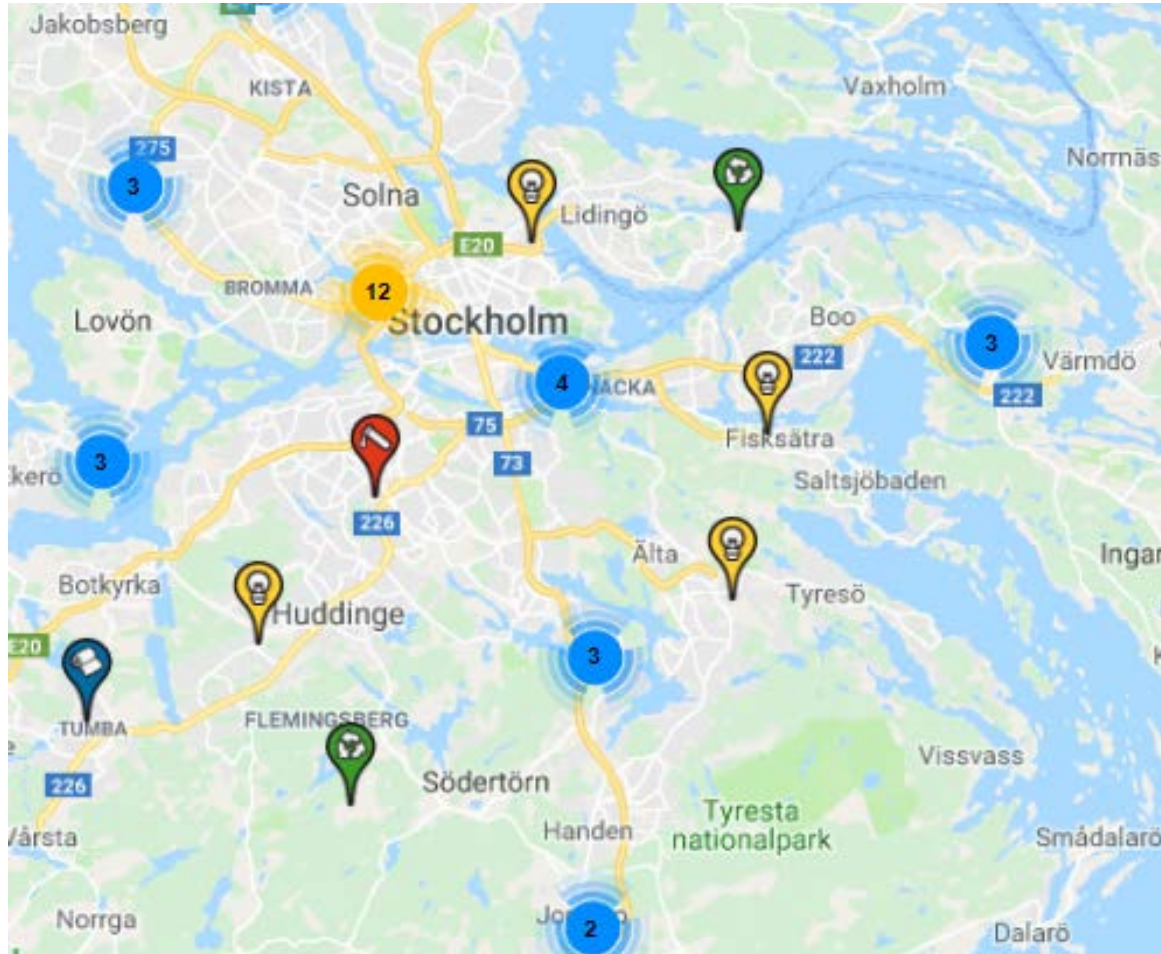 Jakobsberg
KISTA
Vaxholm
275
Norrnäs
3
Solna
Lidingö
E20
BROMMA
12
Lovön
Stockholm
Boo
3
222
Värmdö
4
NACKA
222
75
Fisksätra
3
73
kerö
Saltsjöbaden
226
Älta
Ingar
Botkyrka
Tyresö
Huddinge
E20
3
TUMBA
FLEMINGSBERG
Vissvass
226
Södertörn
Tyresta
nationalpark
Handen
Vårsta
Smådalarö
Norrga
2
Dalarö